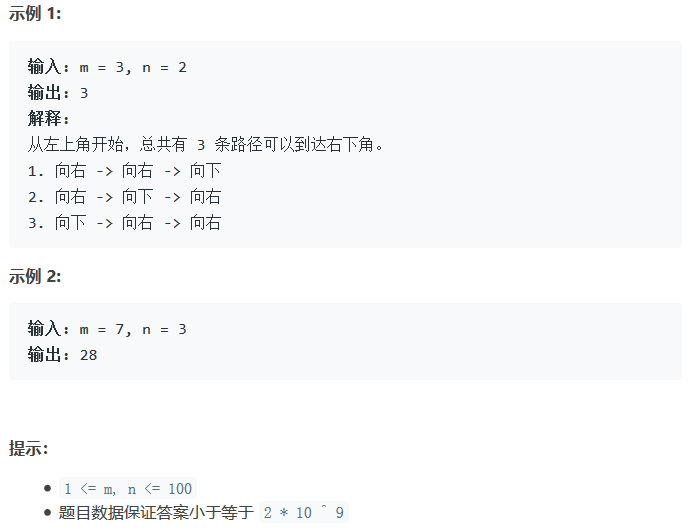 示例 1:
输入：m = 3, n = 2
输出：3
解释：
从左上角开始，总共有 3 条路径可以到达右下角。
1. 向右 -> 向右 -> 向下
2. 向右 -> 向下 -> 向右
3. 向下 -> 向右 -> 向右
示例 2:
输入：m = 7, n = 3
输出：28
提示：
1 <= m, n <= 100
题目数据保证答案小于等于 2 * 10 ^ 9